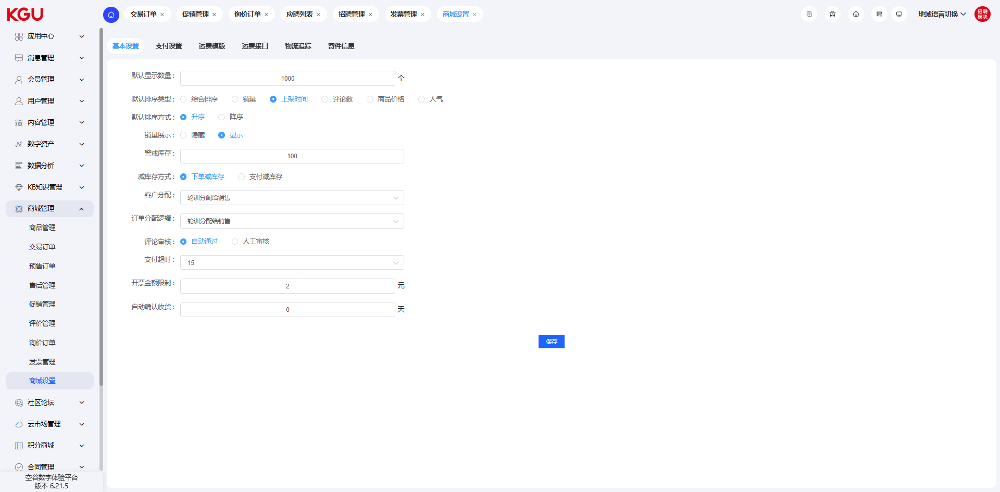 KGU
交易订单 ×
促销管理 ×
询价订单 ×
应聘列表 ×
招聘管理 ×
发票管理 ×
商城设置 ×
地域语言切换
招聘
模块
应用中心
消息管理
会员管理
用户管理
内容管理
数字资产
数据分析
KB知识管理
商城管理
商品管理
交易订单
预售订单
售后管理
促销管理
评价管理
询价订单
发票管理
商城设置
社区论坛
云市场管理
积分商城
合同管理
空谷数字体验平台
版本 6.21.5
基本设置 支付设置 运费模版 运费接口 物流追踪 寄件信息
默认显示数量： 1000 个
默认排序类型： 综合排序 销量 上架时间 评论数 商品价格 人气
默认排序方式： 升序 降序
销量展示： 隐藏 显示
警戒库存： 100
减库存方式： 下单减库存 支付减库存
客户分配： 轮训分配给销售
订单分配逻辑： 轮训分配给销售
评论审核： 自动通过 人工审核
支付超时： 15
开票金额限制： 2 元
自动确认收货： 0 天
保存